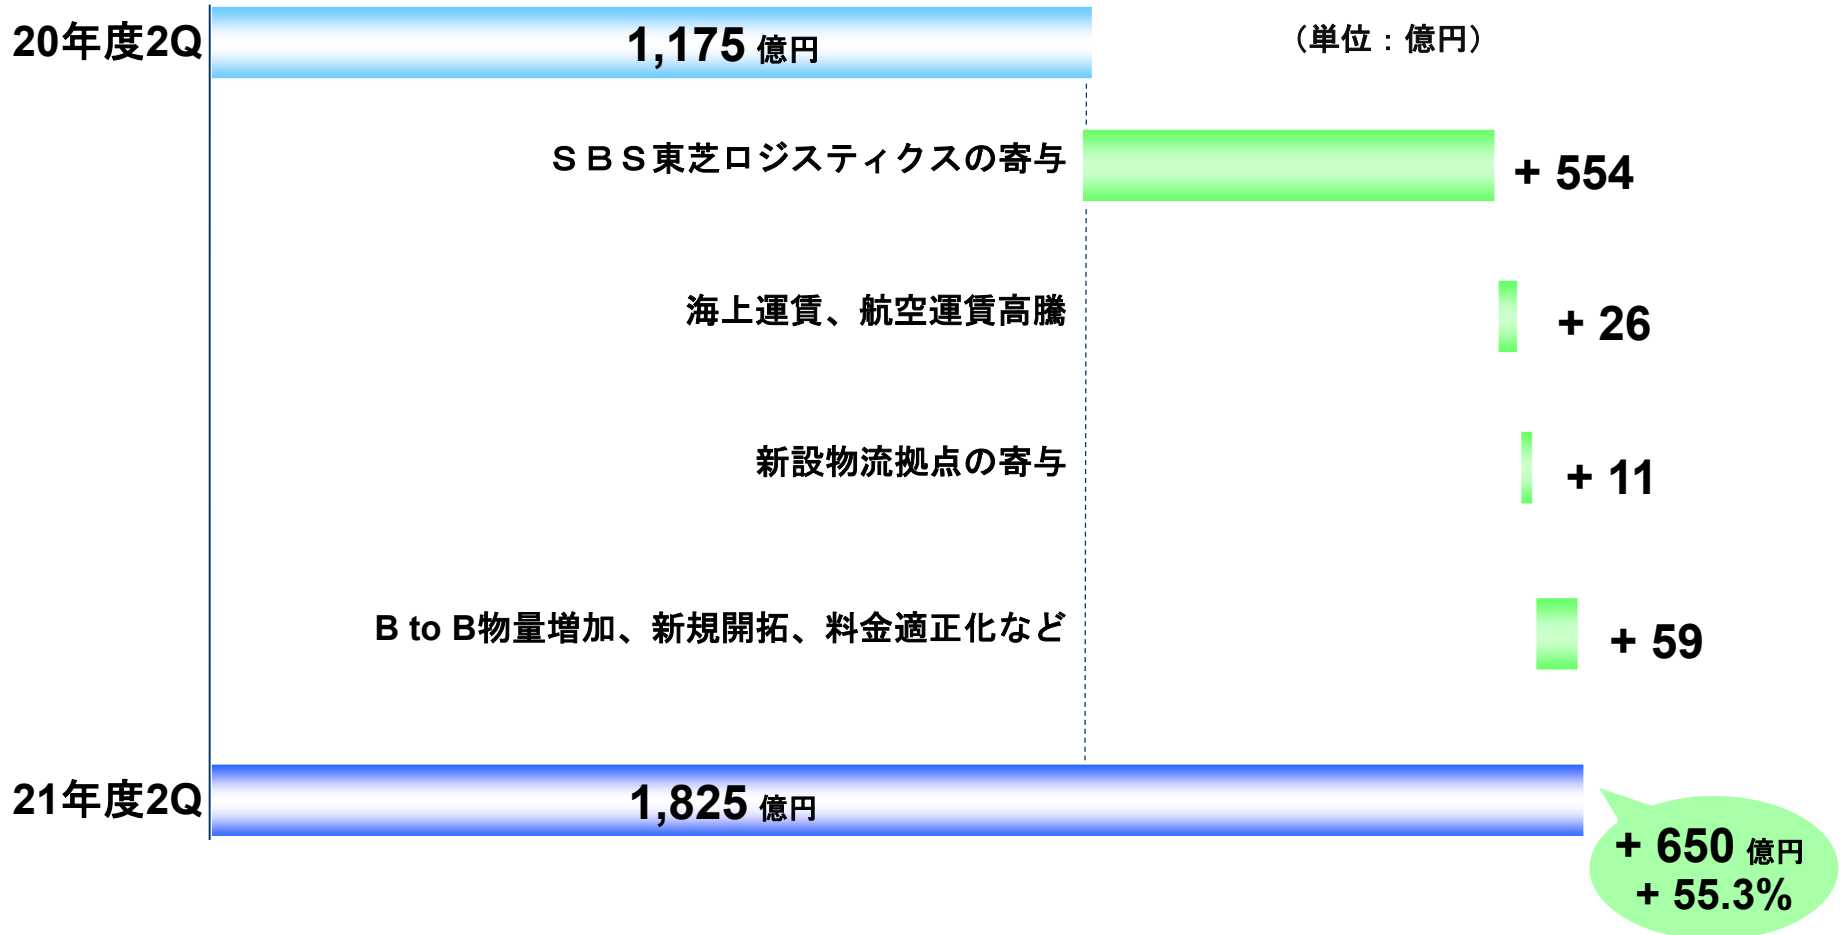 20年度2Q
1,175 億円
（単位：億円）
ＳＢＳ東芝ロジスティクスの寄与
+ 554
海上運賃、航空運賃高騰
+ 26
新設物流拠点の寄与
+ 11
B to B物量増加、新規開拓、料金適正化など
+ 59
21年度2Q
1,825 億円
+ 650 億円
+ 55.3%